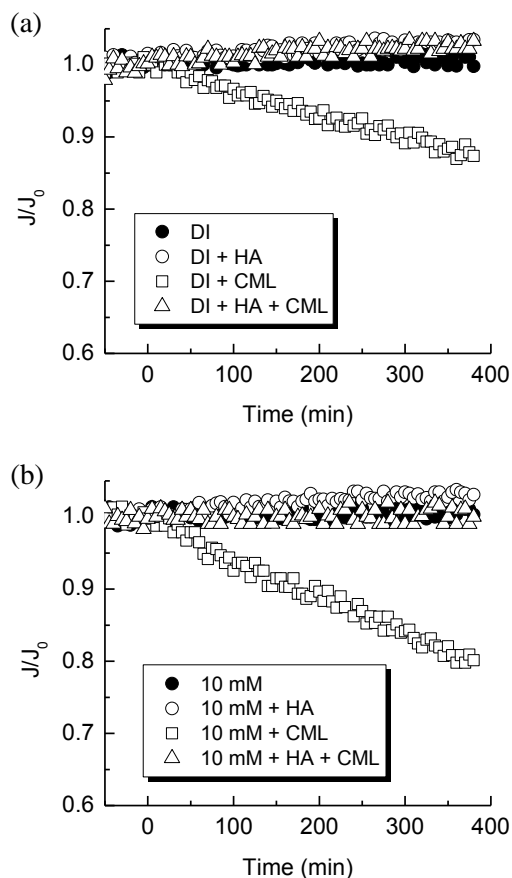 (a)
1.0
0.9
0.8
0.7
0.6
J/J0
DI
DI + HA
DI + CML
DI + HA + CML
0 100 200 300 400
Time (min)
(b)
1.0
0.9
0.8
0.7
0.6
J/J0
10 mM
10 mM + HA
10 mM + CML
10 mM + HA + CML
0 100 200 300 400
Time (min)